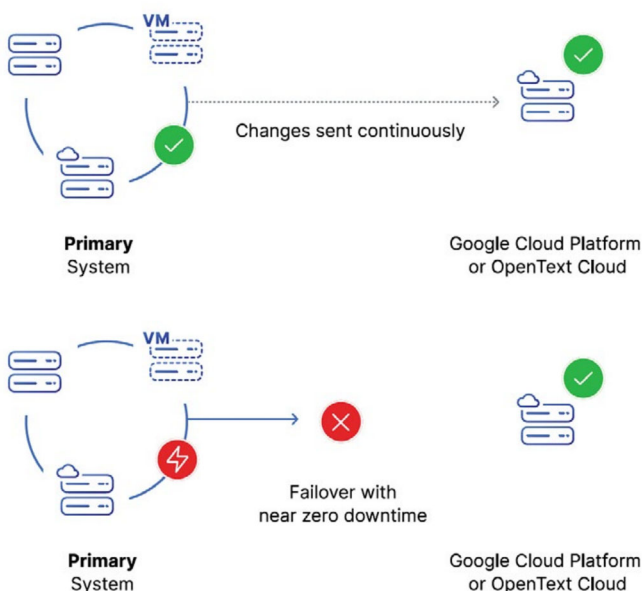 VM
Changes sent continuously
Primary
System
Google Cloud Platform
or OpenText Cloud
VM
Failover with
near zero downtime
Primary
System
Google Cloud Platform
or OpenText Cloud